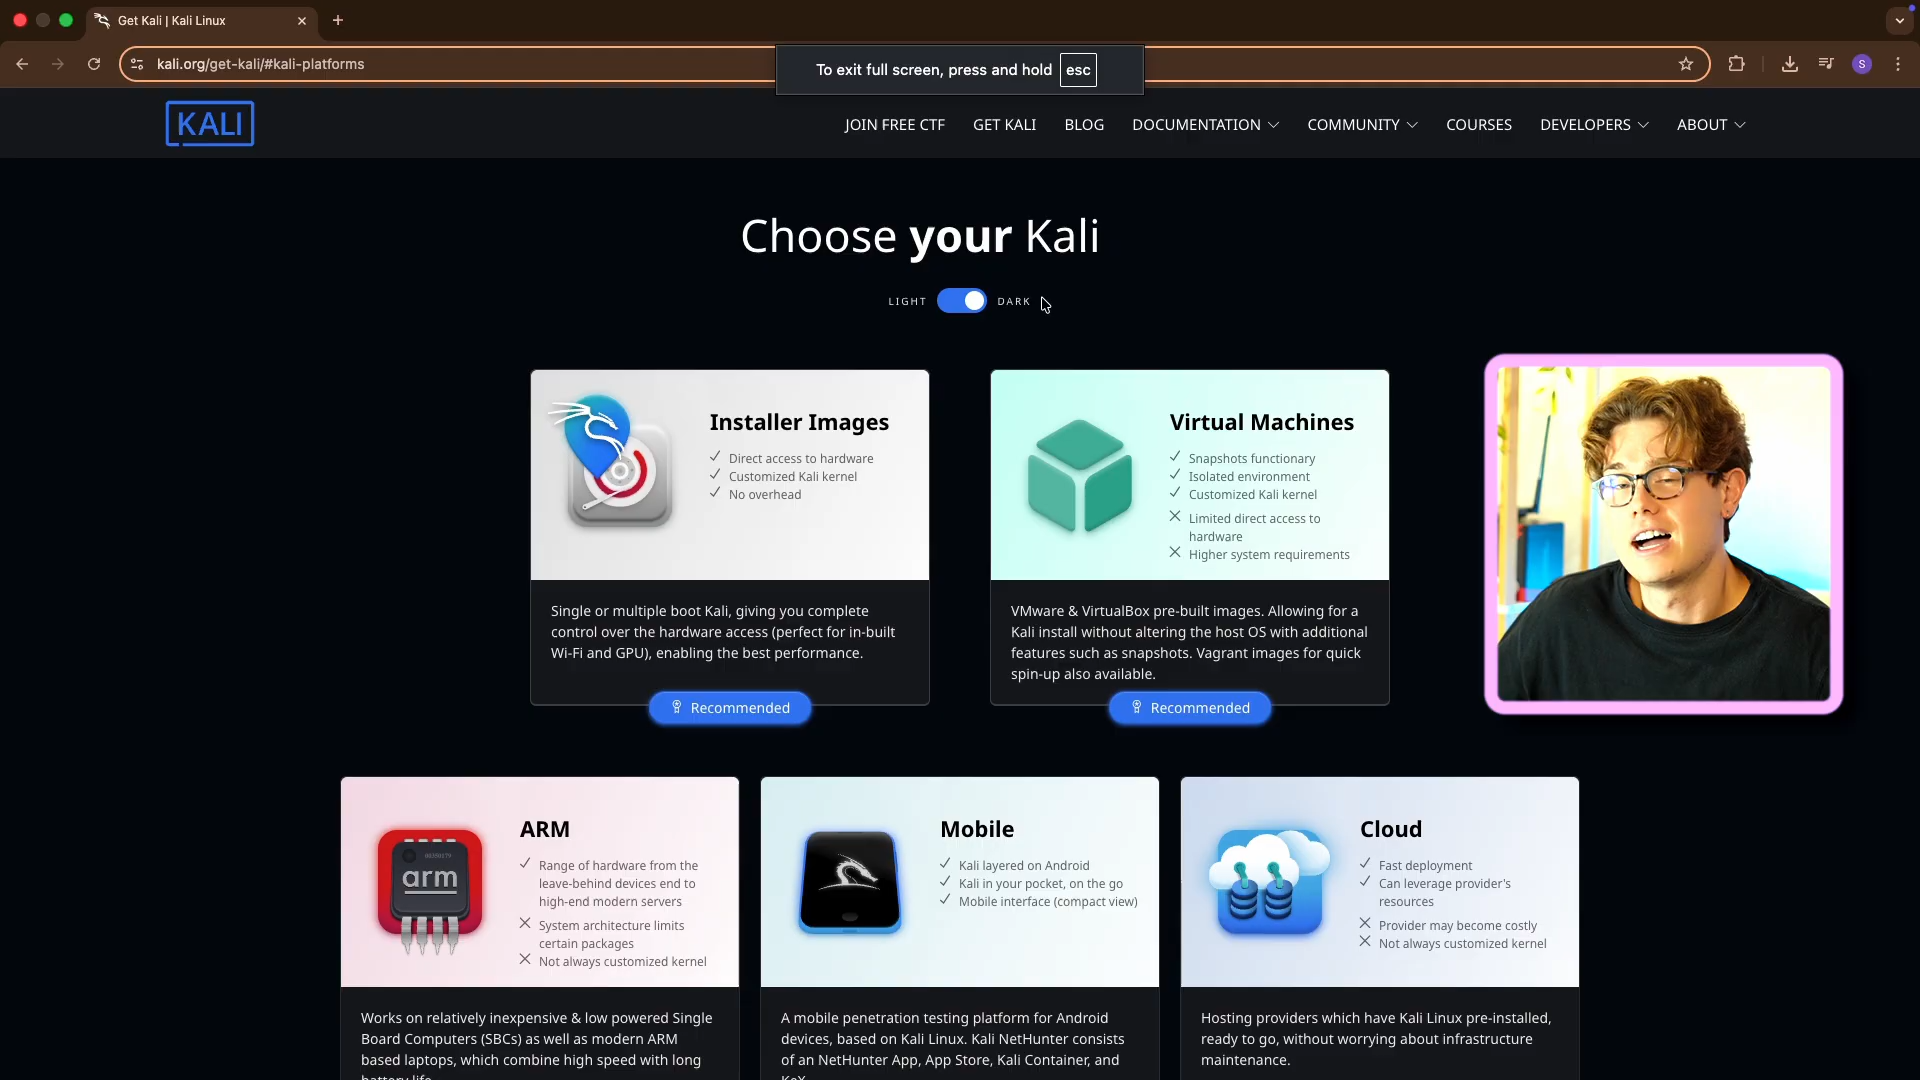 Get Kali | Kali Linux
kali.org/get-kali/#kali-platforms
S
To exit full screen, press and hold esc
KALI
JOIN FREE CTF GET KALI BLOG DOCUMENTATION COMMUNITY COURSES DEVELOPERS ABOUT
Choose your Kali
LIGHT DARK
Installer Images
Direct access to hardware
Customized Kali kernel
No overhead
Single or multiple boot Kali, giving you complete
control over the hardware access (perfect for in-built
Wi-Fi and GPU), enabling the best performance.
Recommended
Virtual Machines
Snapshots functionary
Isolated environment
Customized Kali kernel
Limited direct access to
hardware
Higher system requirements
VMware & VirtualBox pre-built images. Allowing for a
Kali install without altering the host OS with additional
features such as snapshots. Vagrant images for quick
spin-up also available.
Recommended
arm
ARM
Range of hardware from the
leave-behind devices end to
high-end modern servers
System architecture limits
certain packages
Not always customized kernel
Works on relatively inexpensive & low powered Single
Board Computers (SBCs) as well as modern ARM
based laptops, which combine high speed with long
battery life.
Mobile
Kali layered on Android
Kali in your pocket, on the go
Mobile interface (compact view)
A mobile penetration testing platform for Android
devices, based on Kali Linux. Kali NetHunter consists
of an NetHunter App, App Store, Kali Container, and
KeX.
Cloud
Fast deployment
Can leverage provider's
resources
Provider may become costly
Not always customized kernel
Hosting providers which have Kali Linux pre-installed,
ready to go, without worrying about infrastructure
maintenance.